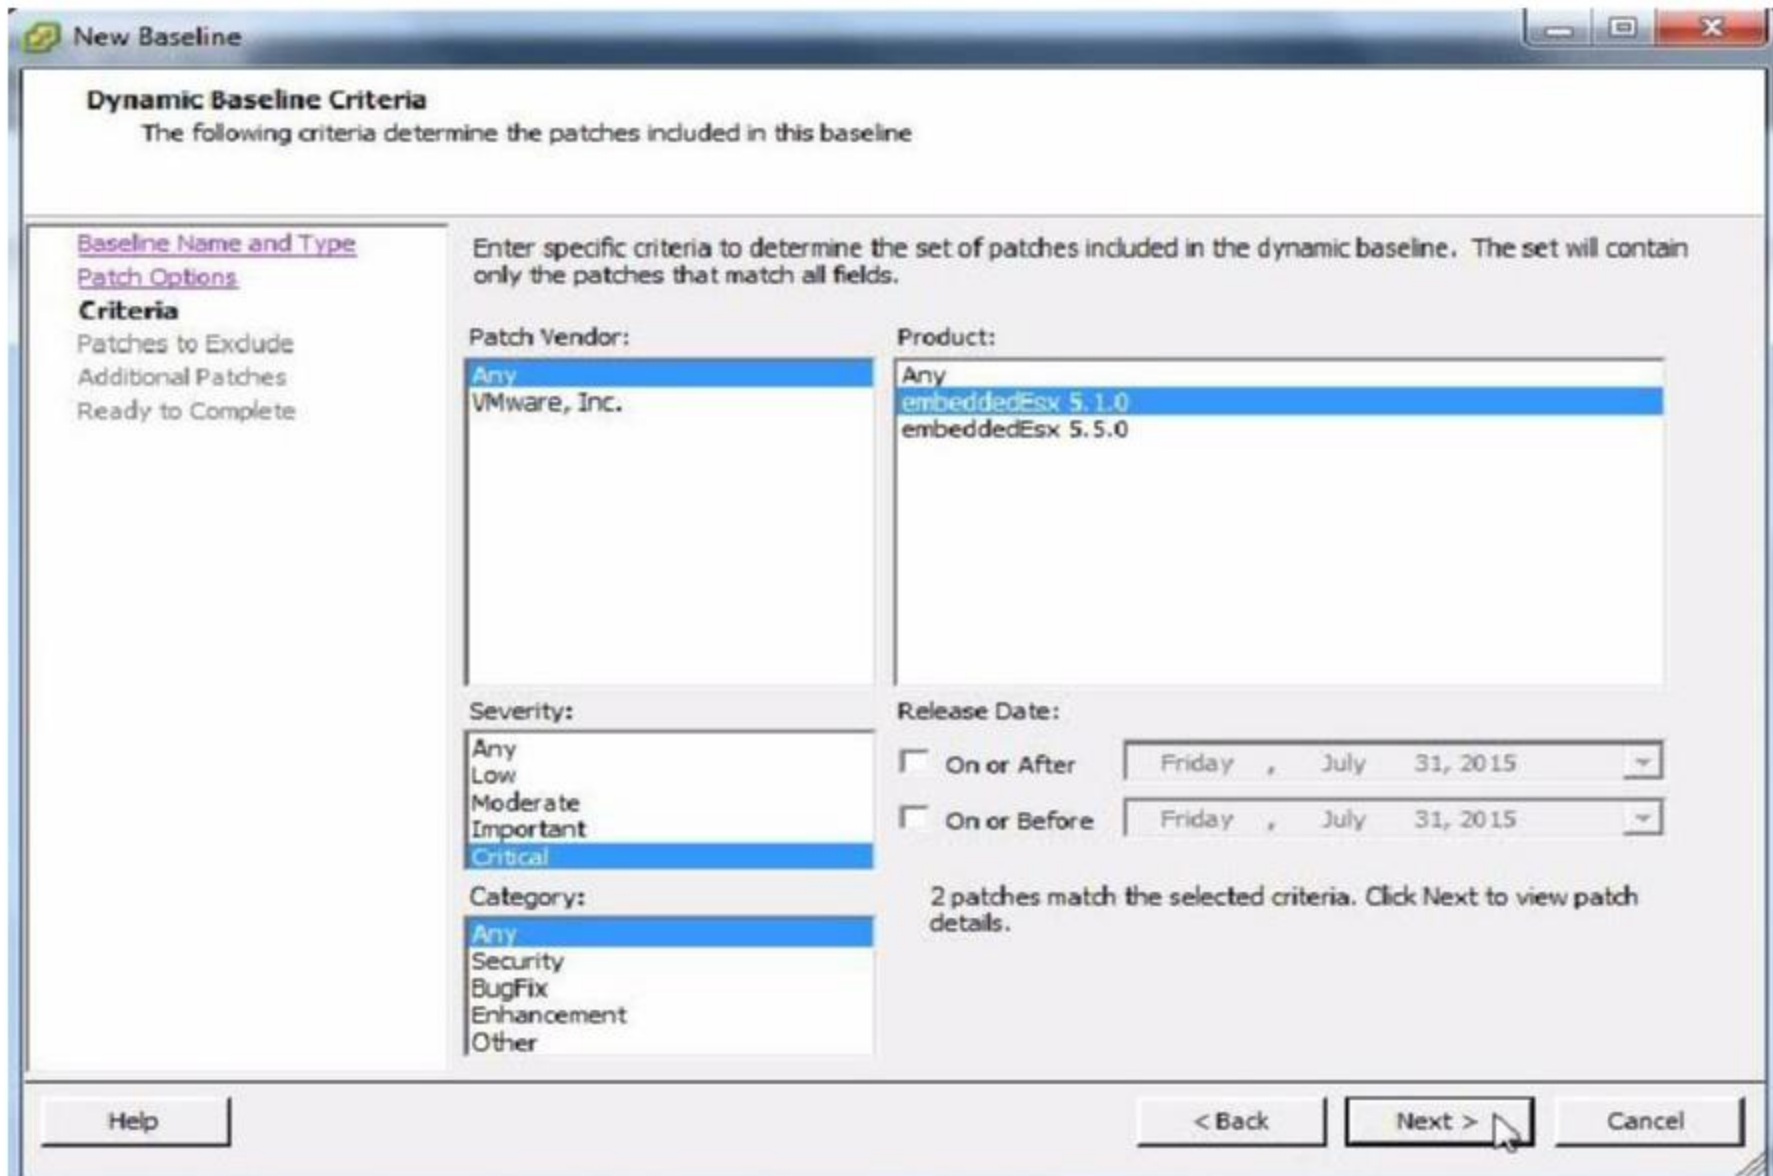 New Baseline
Dynamic Baseline Criteria
The following criteria determine the patches included in this baseline
Baseline Name and Type
Patch Options
Criteria
Patches to Exclude
Additional Patches
Ready to Complete
Enter specific criteria to determine the set of patches included in the dynamic baseline. The set will contain
only the patches that match all fields.
Patch Vendor:
Any
VMware, Inc.
Product:
Any
embeddedEsx 5.1.0
embeddedEsx 5.5.0
Severity:
Any
Low
Moderate
Important
Critical
Release Date:
On or After Friday , July 31, 2015
On or Before Friday , July 31, 2015
Category:
Any
Security
BugFix
Enhancement
Other
2 patches match the selected criteria. Click Next to view patch
details.
Help
< Back
Next >
Cancel